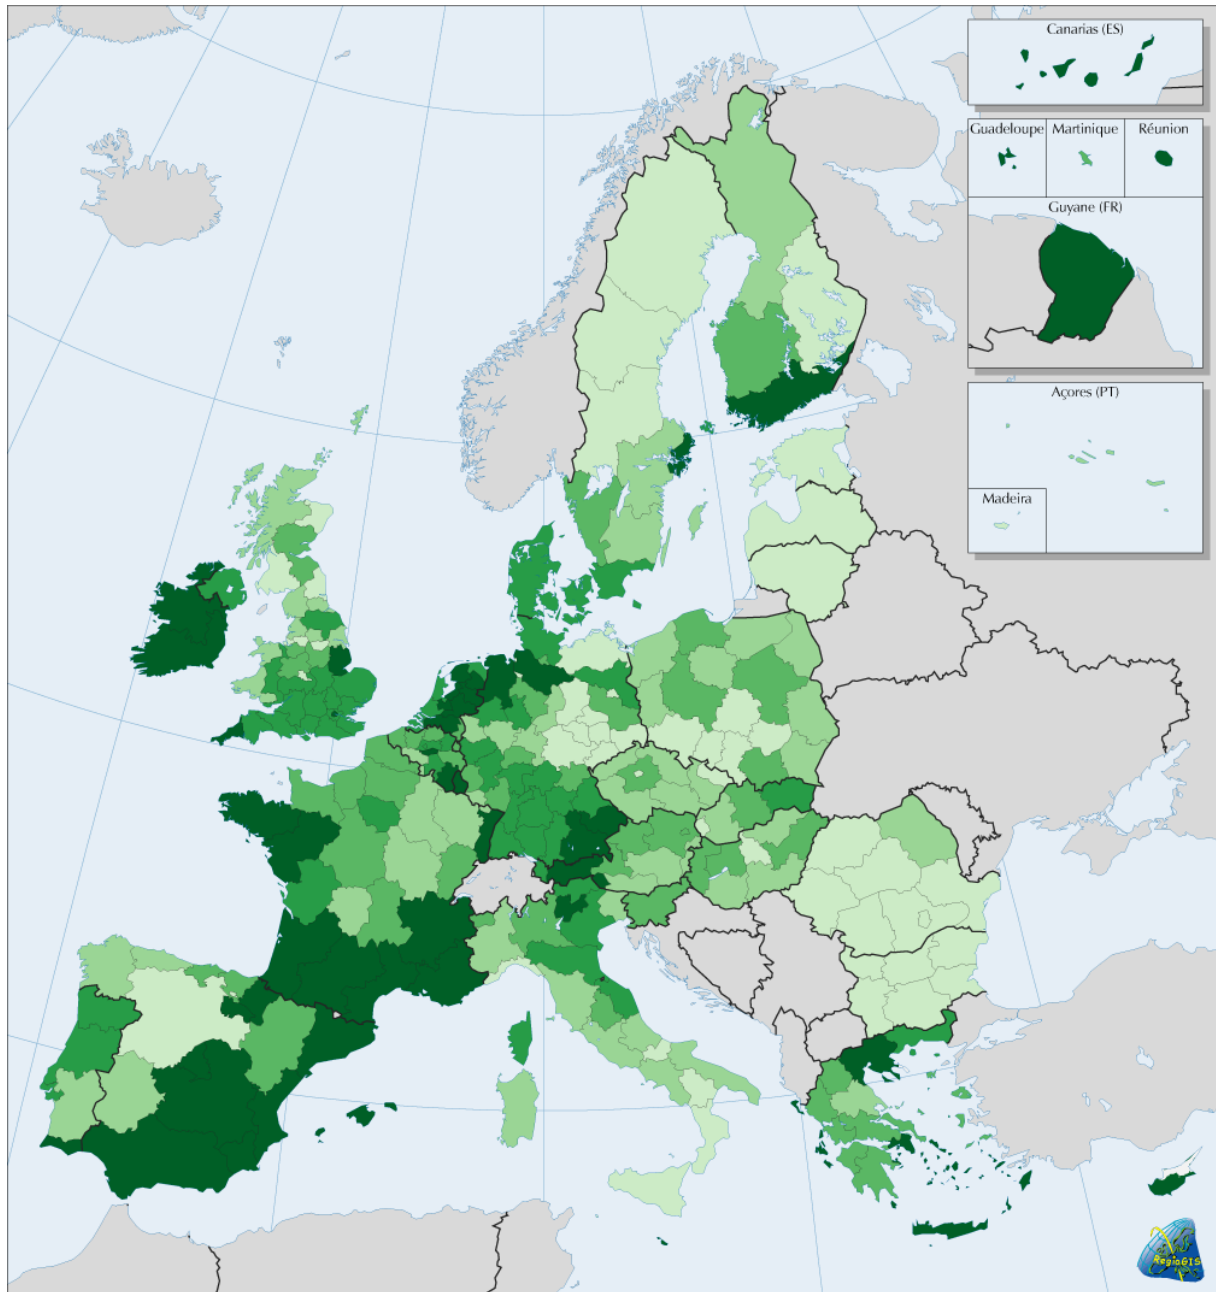 Canarias (ES)
Guadeloupe
Martinique
Réunion
Guyane (FR)
Açores (PT)
Madeira
RegioGIS